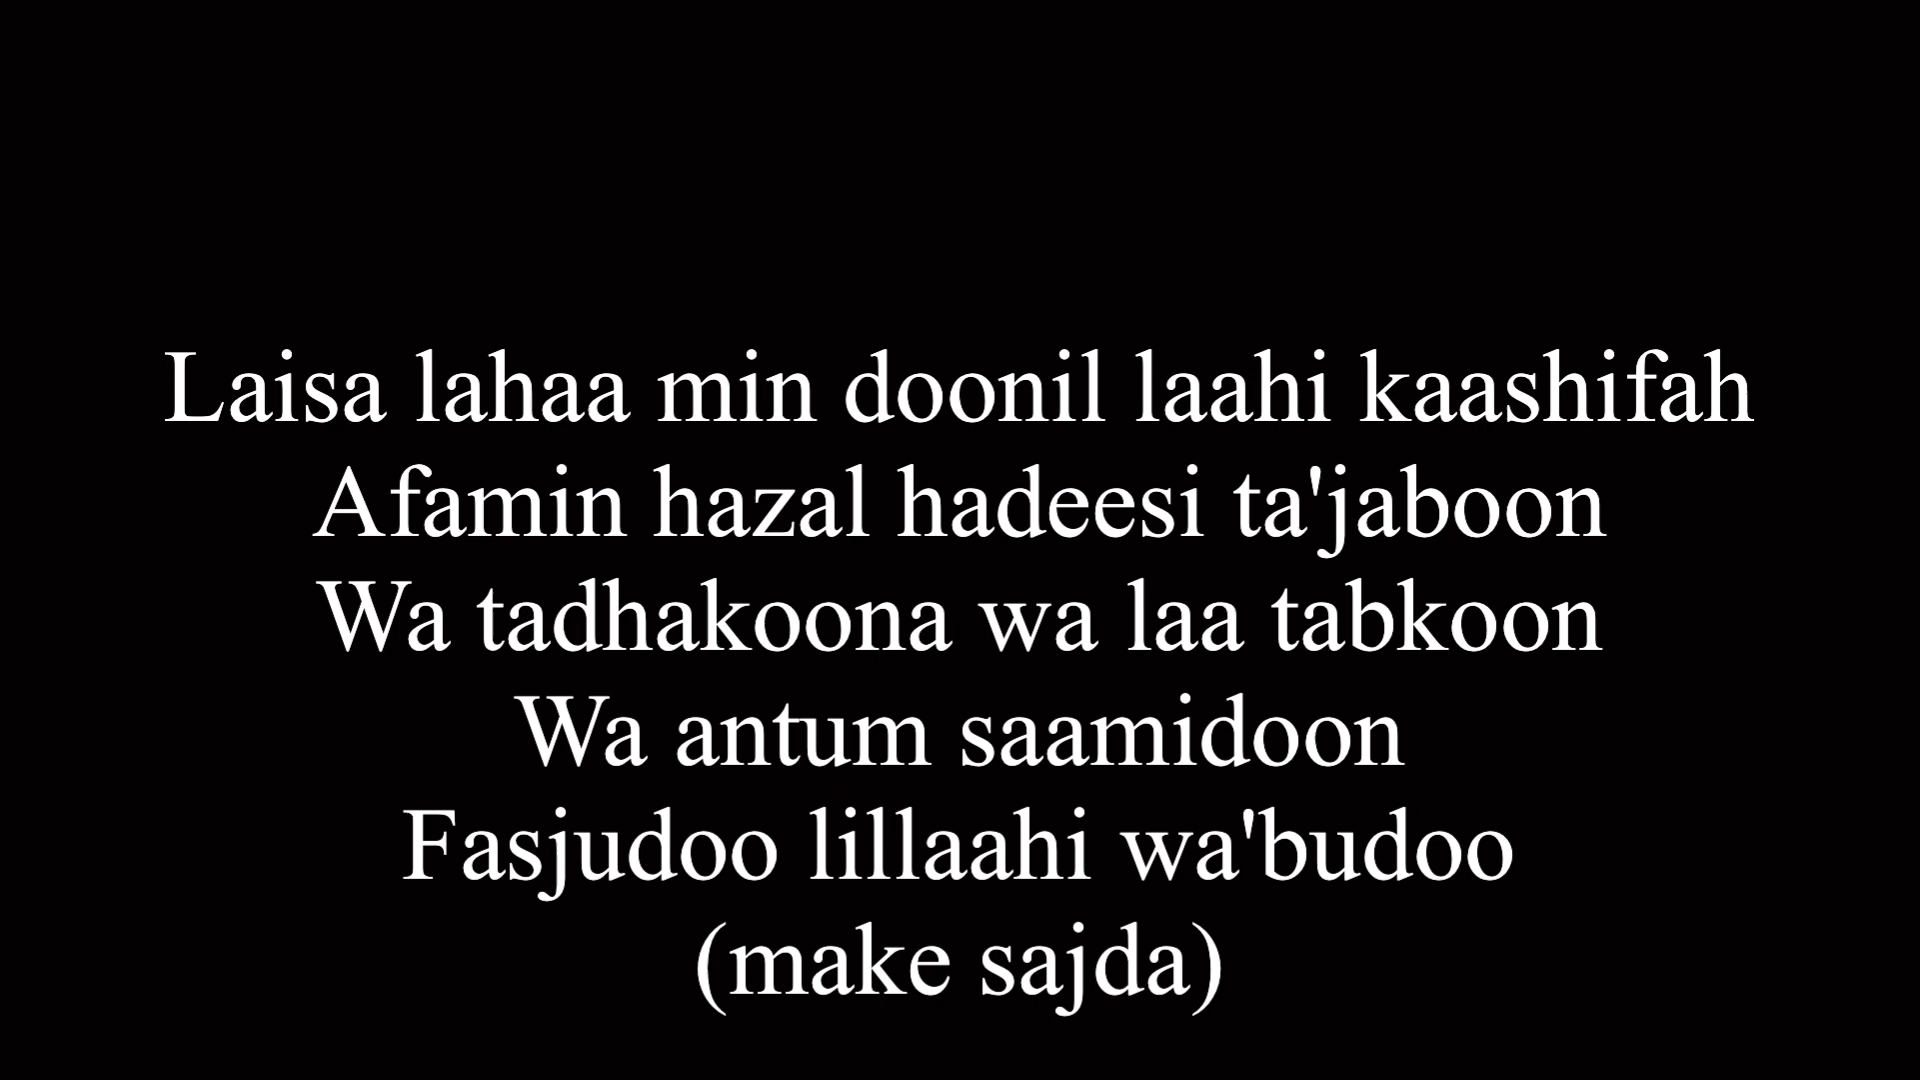 Laisa lahaa min doonil laahi kaashifah
Afamin hazal hadeesi ta'jaboon
Wa tadhakoona wa laa tabkoon
Wa antum saamidoon
Fasjudoo lillaahi wa'budoo
(make sajda)